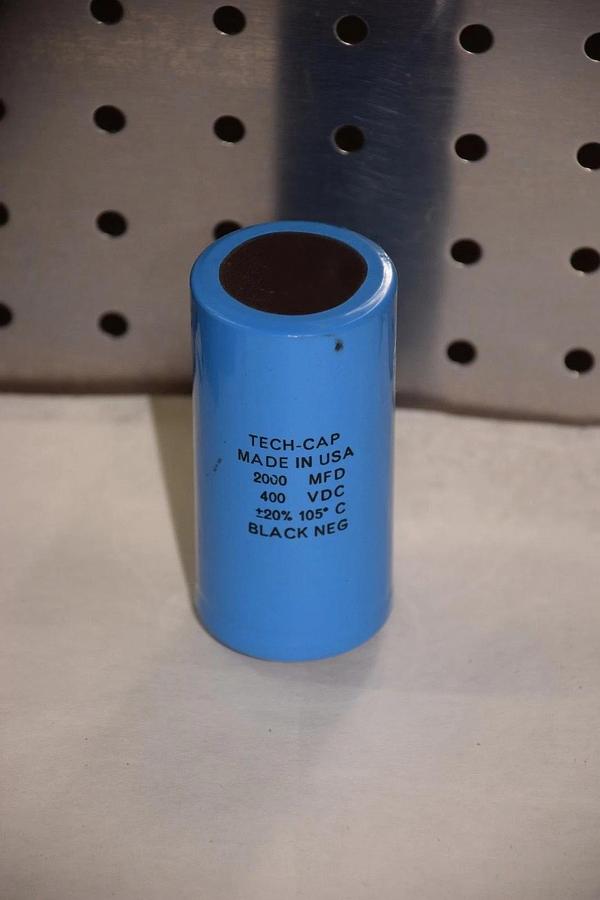 TECH-CAP
MADE IN USA
2000 MFD
400 VDC
±20% 105° C
BLACK NEG